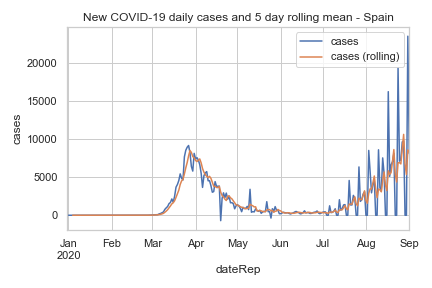 New COVID-19 daily cases and 5 day rolling mean - Spain
cases
cases (rolling)
cases
20000
15000
10000
5000
0
Jan Feb Mar Apr May Jun Jul Aug Sep
2020
dateRep